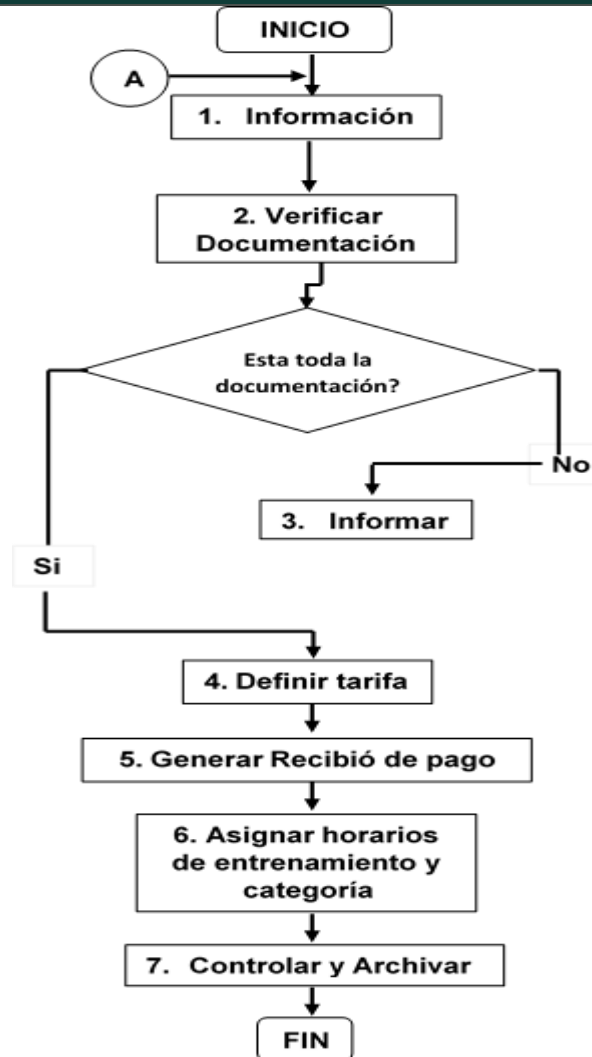 INICIO
A
1. Información
2. Verificar
Documentación
Esta toda la
documentación?
No
3. Informar
Si
4. Definir tarifa
5. Generar Recibió de pago
6. Asignar horarios
de entrenamiento y
categoría
7. Controlar y Archivar
FIN